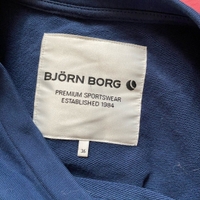 BJÖRN BORG
PREMIUM SPORTSWEAR
ESTABLISHED 1984